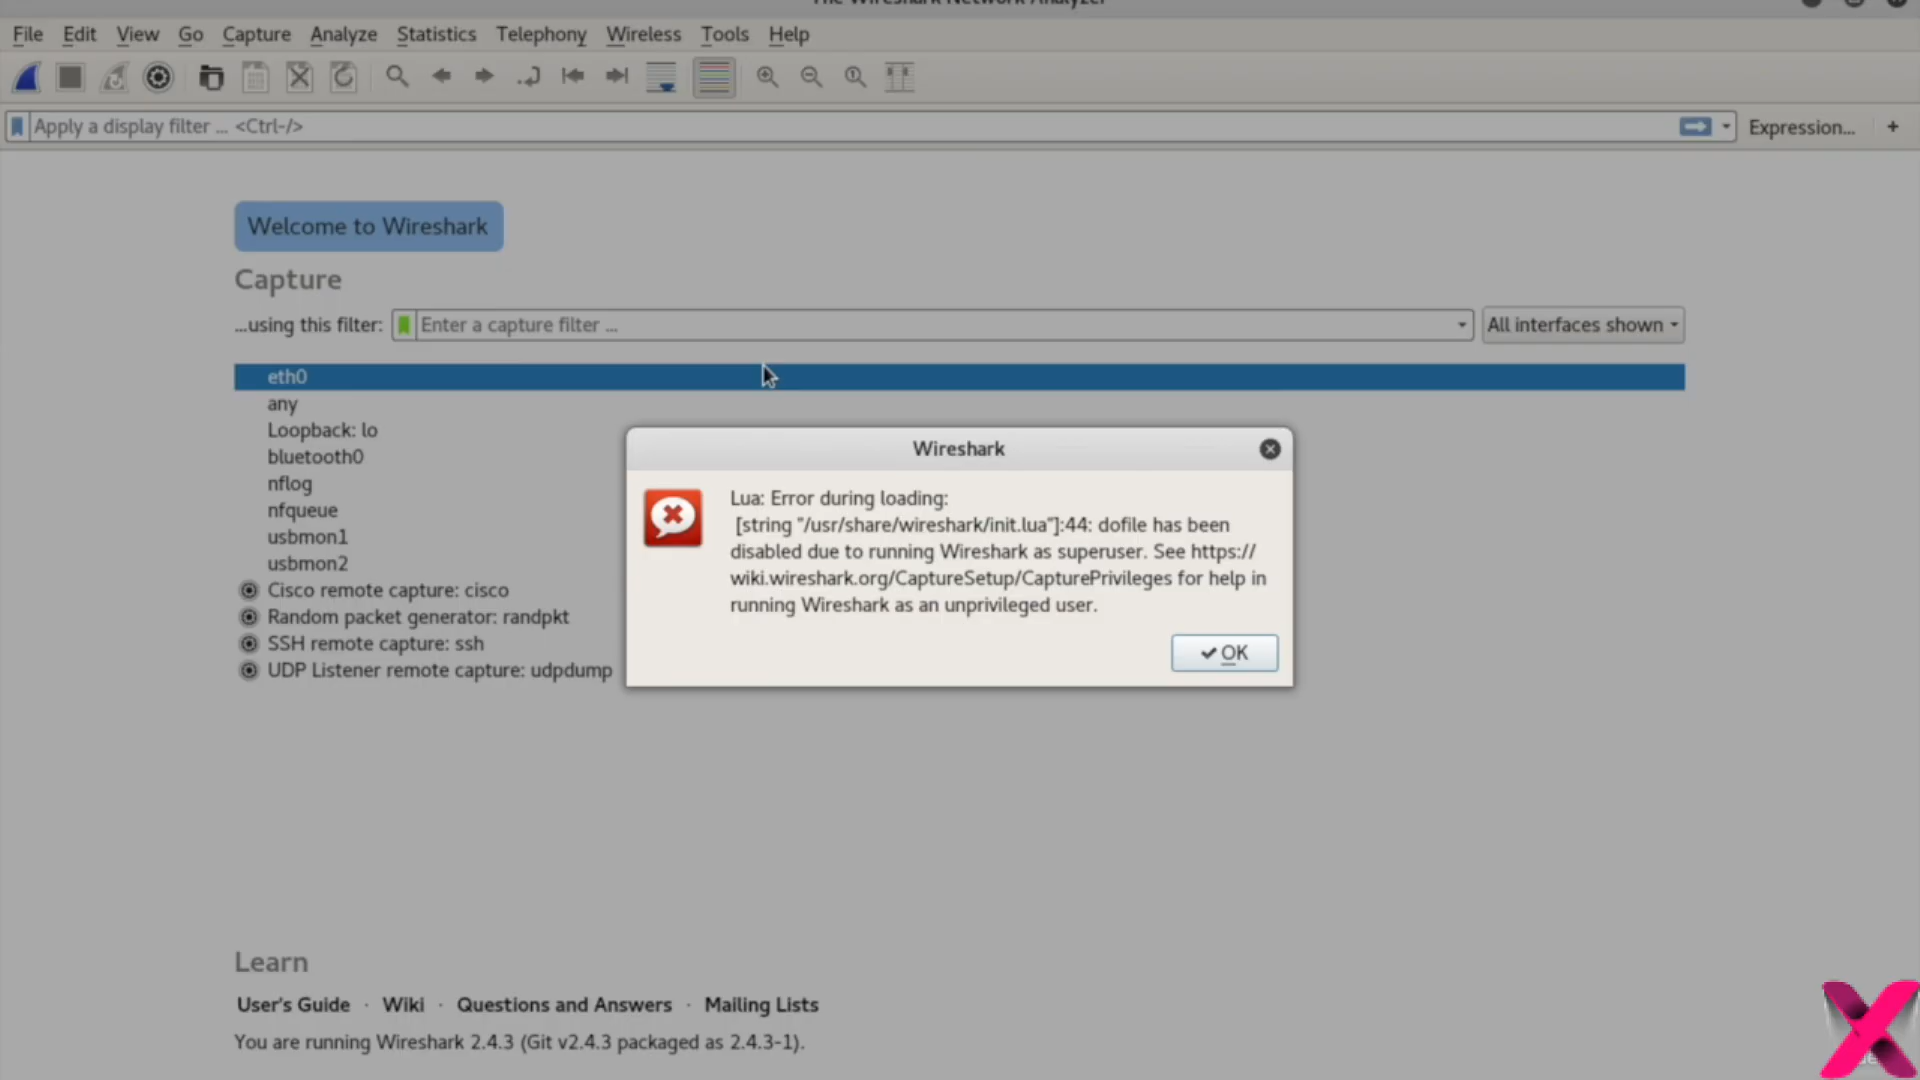 The Wireshark Network Analyzer
File Edit View Go Capture Analyze Statistics Telephony Wireless Tools Help
Apply a display filter ... <Ctrl-/>
Expression...
+
Welcome to Wireshark
Capture
...using this filter:
Enter a capture filter ...
All interfaces shown
eth0
any
Loopback: lo
bluetooth0
nflog
nfqueue
usbmon1
usbmon2
Cisco remote capture: cisco
Random packet generator: randpkt
SSH remote capture: ssh
UDP Listener remote capture: udpdump
Wireshark
Lua: Error during loading:
[string "/usr/share/wireshark/init.lua"]:44: dofile has been
disabled due to running Wireshark as superuser. See https://
wiki.wireshark.org/CaptureSetup/CapturePrivileges for help in
running Wireshark as an unprivileged user.
OK
Learn
User's Guide · Wiki · Questions and Answers · Mailing Lists
You are running Wireshark 2.4.3 (Git v2.4.3 packaged as 2.4.3-1).
X